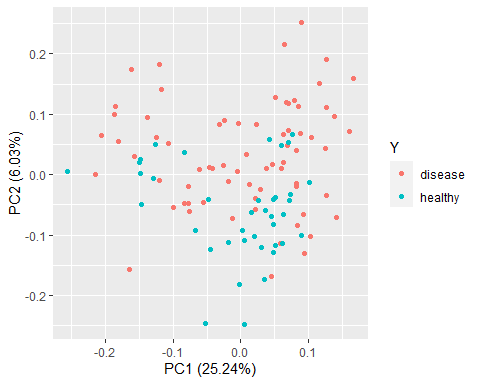 0.2
0.1
0.0
-0.1
-0.2
PC2 (6.03%)
-0.2
-0.1
0.0
0.1
PC1 (25.24%)
Y
disease
healthy